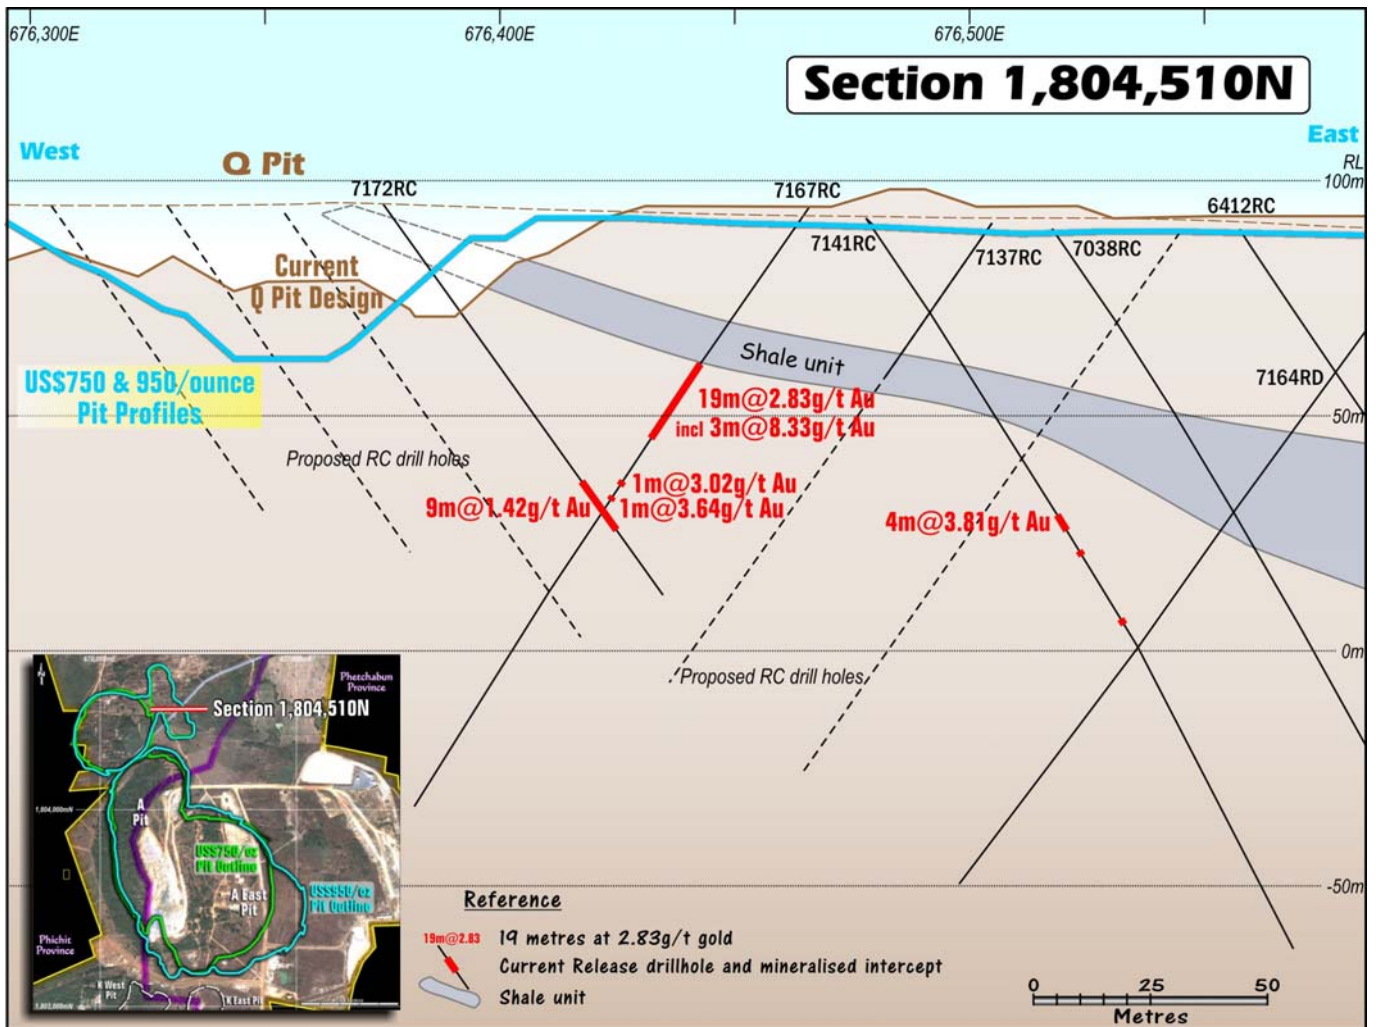 676,300E
676,400E
676,500E
Section 1,804,510N
West
East
Q Pit
RL
100m
7172RC
7167RC
6412RC
7141RC
7137RC
7038RC
Current
Q Pit Design
Shale unit
US$750 & 950/ounce
Pit Profiles
7164RD
19m@2.83g/t Au
incl 3m@8.33g/t Au
50m
Proposed RC drill holes
1m@3.02g/t Au
9m@1.42g/t Au
1m@3.64g/t Au
4m@3.81g/t Au
0m
Proposed RC drill holes
Phetchabun
Province
Section 1,804,510N
1,804,000mN
A
Pit
US$750/oz
Pit Outline
A East
Pit
US$950/oz
Pit Outline
Phichit
Province
K West
Pit
K East Pit
-50m
Reference
19m@2.83
19 metres at 2.83g/t gold
Current Release drillhole and mineralised intercept
Shale unit
0 25 50
Metres